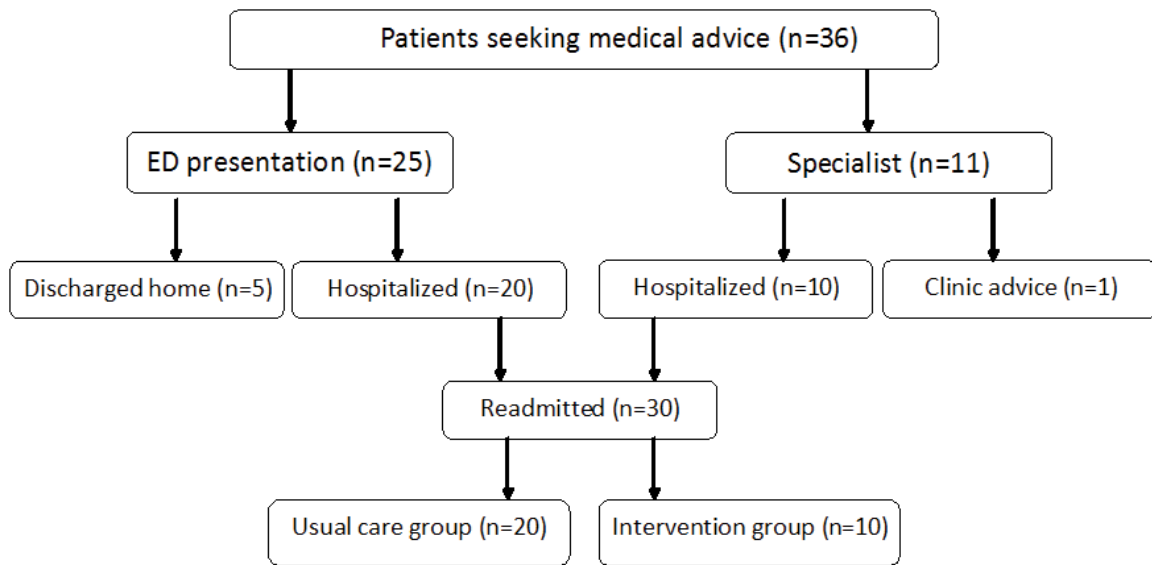 Patients seeking medical advice (n=36)
ED presentation (n=25)
Specialist (n=11)
Discharged home (n=5)
Hospitalized (n=20)
Hospitalized (n=10)
Clinic advice (n=1)
Readmitted (n=30)
Usual care group (n=20)
Intervention group (n=10)